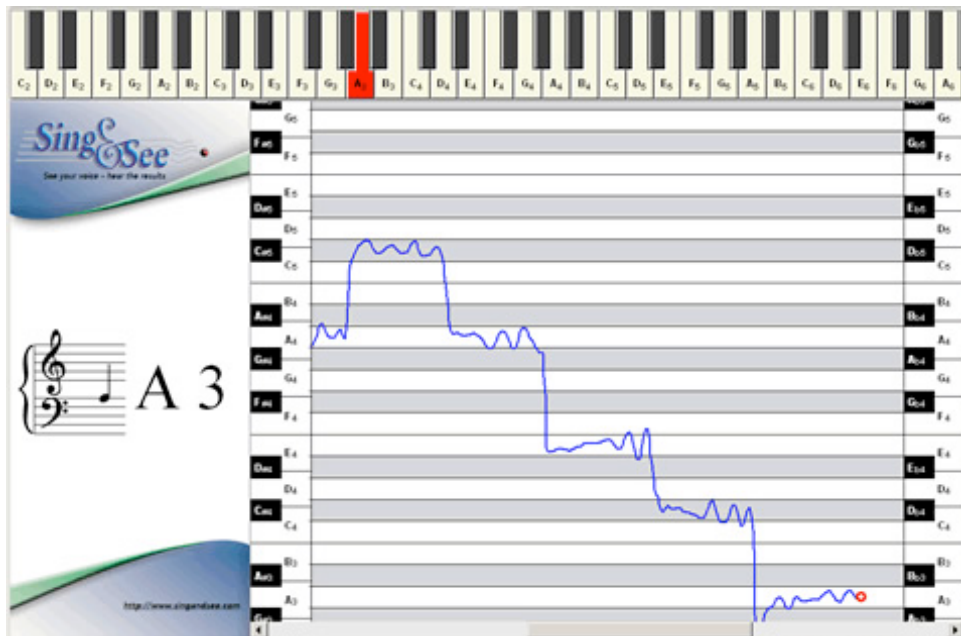 C2 D2 E2 F2 G2 A2 B2 C3 D3 E3 F3 G3 A3 B3 C4 D4 E4 F4 G4 A4 B4 C5 D5 E5 F5 G5 A5 B5 C6 D6 E6
Sing & See
See your voice – hear the results
A 3
http://www.singandsee.com
G5
F#5
F5
E5
D#5
D5
C#5
C5
B4
A#4
A4
G#4
G4
F#4
F4
E4
D#4
D4
C#4
C4
B3
A#3
A3
G#3
G5
Gb5
F5
E5
Eb5
D5
Db5
C5
B4
Bb4
A4
Ab4
G4
Gb4
F4
E4
Eb4
D4
Db4
C4
B3
Bb3
A3